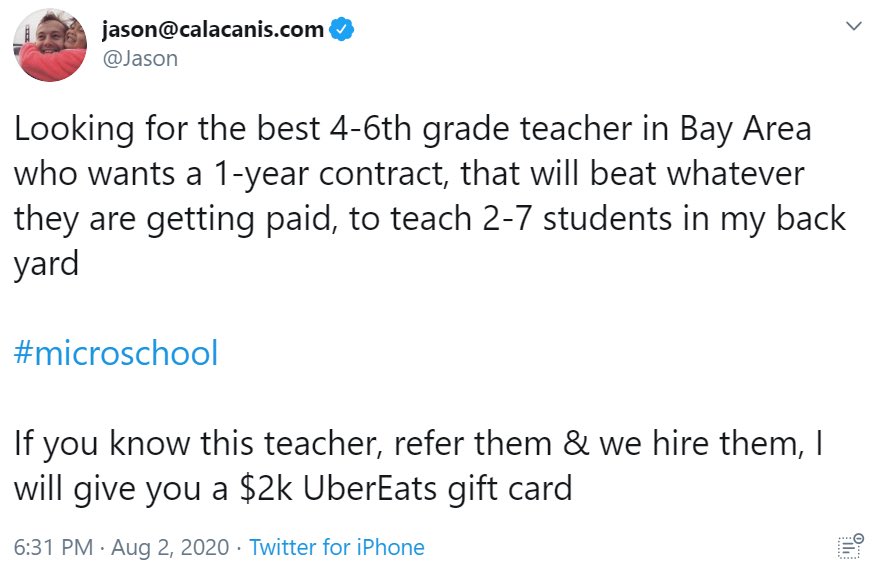 jason@calacanis.com
@Jason
Looking for the best 4-6th grade teacher in Bay Area
who wants a 1-year contract, that will beat whatever
they are getting paid, to teach 2-7 students in my back
yard
#microschool
If you know this teacher, refer them & we hire them, I
will give you a $2k UberEats gift card
6:31 PM · Aug 2, 2020 · Twitter for iPhone